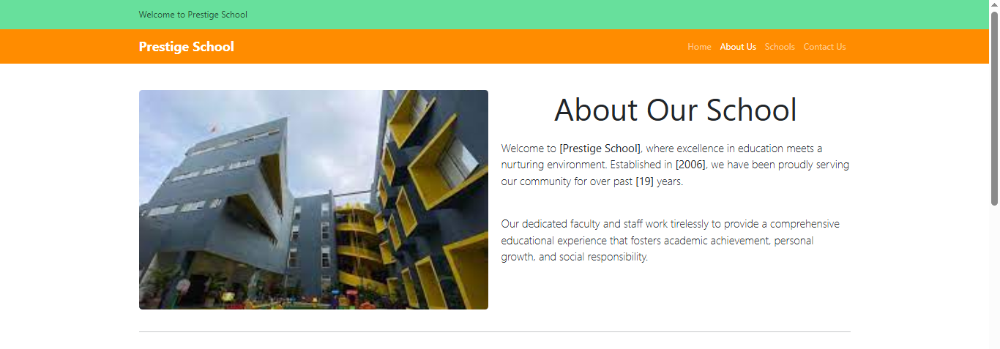 Welcome to Prestige School
Prestige School
Home About Us Schools Contact Us
About Our School
Welcome to [Prestige School], where excellence in education meets a
nurturing environment. Established in [2006], we have been proudly serving
our community for over past [19] years.
Our dedicated faculty and staff work tirelessly to provide a comprehensive
educational experience that fosters academic achievement, personal
growth, and social responsibility.